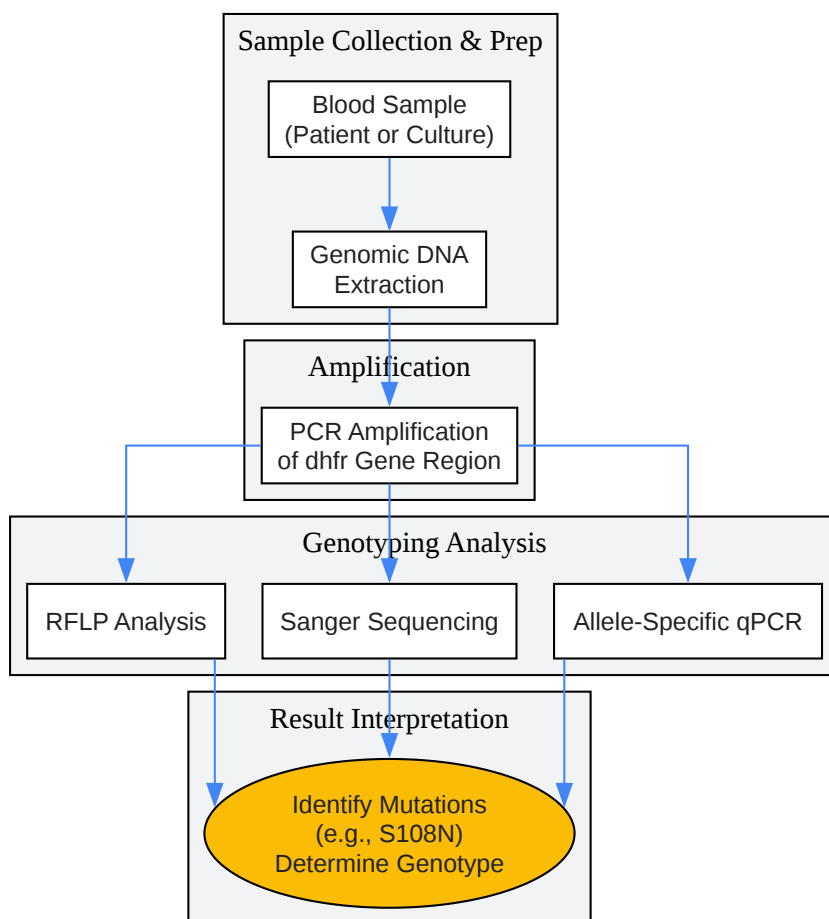 Sample Collection & Prep
Blood Sample
(Patient or Culture)
Genomic DNA
Extraction
Amplification
PCR Amplification
of dhfr Gene Region
Genotyping Analysis
RFLP Analysis
Sanger Sequencing
Allele-Specific qPCR
Result Interpretation
Identify Mutations
(e.g., S108N)
Determine Genotype